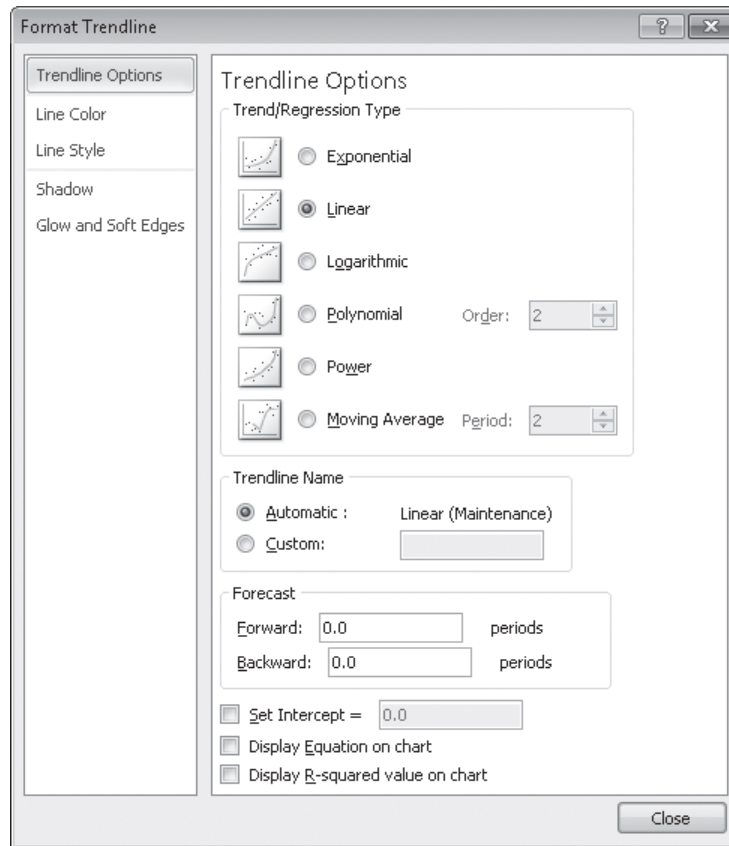 Format Trendline
Trendline Options
Line Color
Line Style
Shadow
Glow and Soft Edges
Trendline Options
Trend/Regression Type
Exponential
Linear
Logarithmic
Polynomial Order: 2
Power
Moving Average Period: 2
Trendline Name
Automatic : Linear (Maintenance)
Custom:
Forecast
Forward: 0.0 periods
Backward: 0.0 periods
Set Intercept = 0.0
Display Equation on chart
Display R-squared value on chart
Close